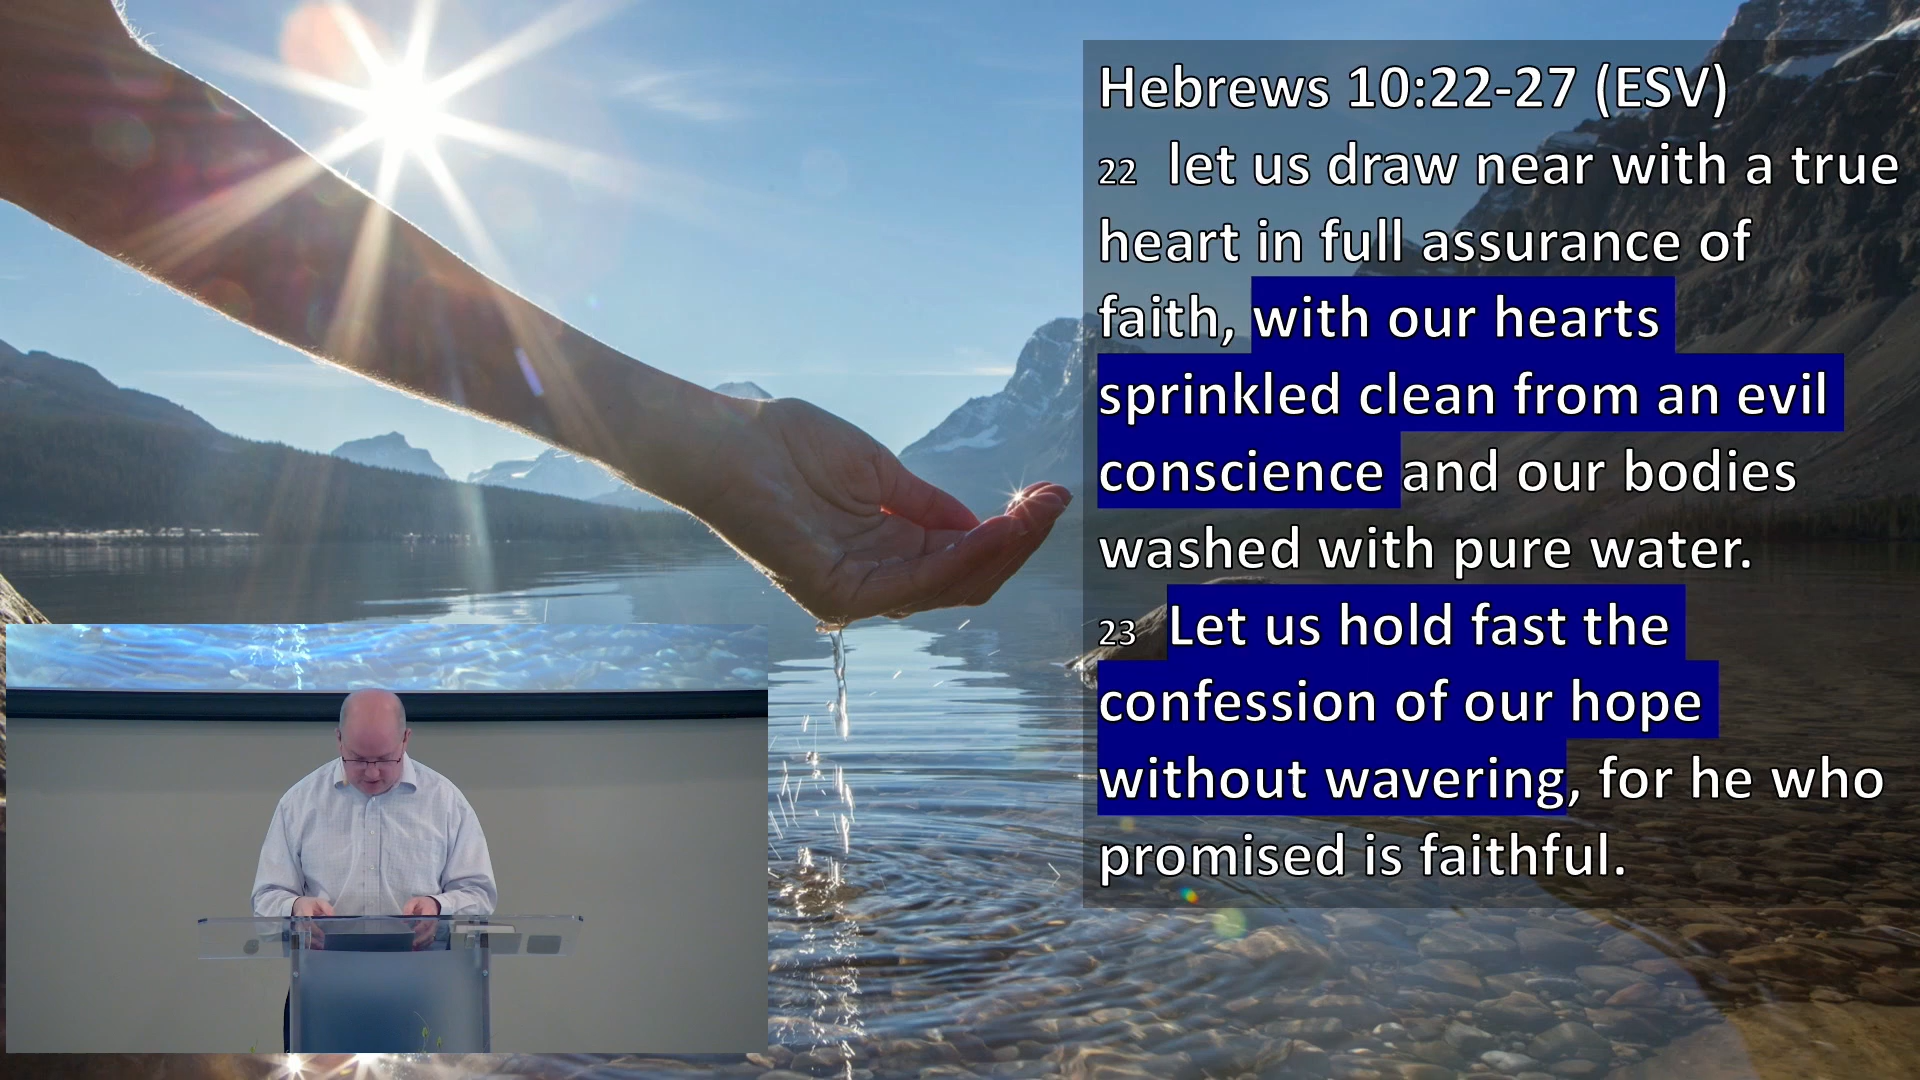 Hebrews 10:22-27 (ESV)
22 let us draw near with a true
heart in full assurance of
faith, with our hearts
sprinkled clean from an evil
conscience and our bodies
washed with pure water.
23 Let us hold fast the
confession of our hope
without wavering, for he who
promised is faithful.